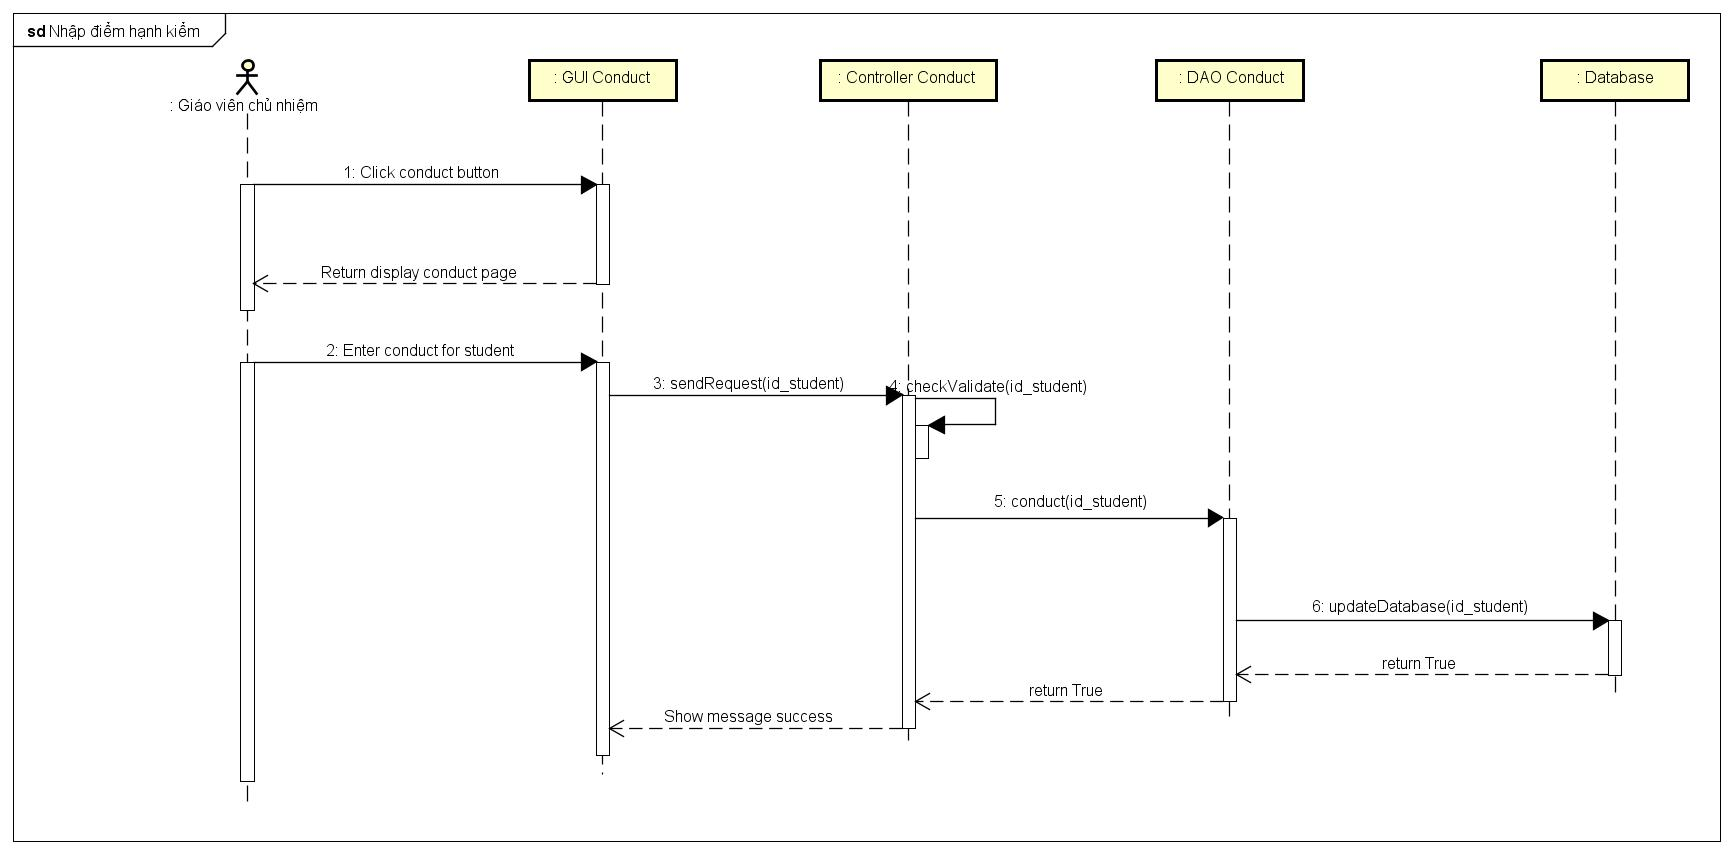 sd Nhập điểm hạnh kiểm
: Giáo viên chủ nhiệm
: GUI Conduct
: Controller Conduct
: DAO Conduct
: Database
1: Click conduct button
Return display conduct page
2: Enter conduct for student
3: sendRequest(id_student)
4: checkValidate(id_student)
5: conduct(id_student)
6: updateDatabase(id_student)
return True
return True
Show message success